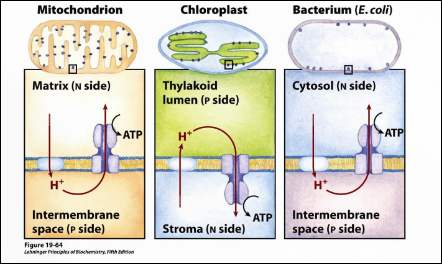 Mitochondrion
Chloroplast
Bacterium (E. coli)
Matrix (N side)
Thylakoid
lumen (P side)
Cytosol (N side)
ATP
H+
Intermembrane
space (P side)
H+
ATP
Stroma (N side)
ATP
H+
Intermembrane
space (P side)
Figure 19-64
Lehninger Principles of Biochemistry, Fifth Edition